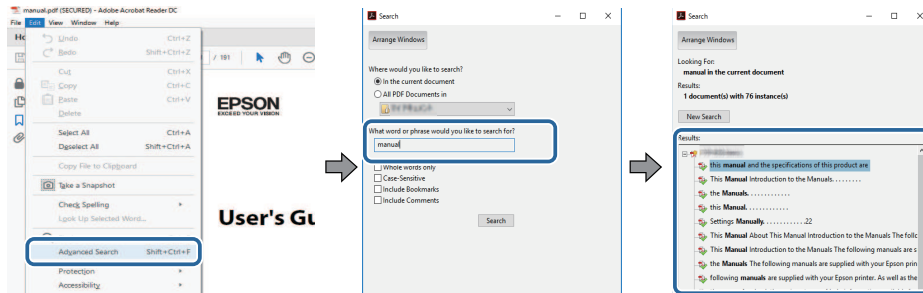 manual.pdf (SECURED) - Adobe Acrobat Reader DC
File Edit View Window Help
Undo Ctrl+Z
Redo Shift+Ctrl+Z
Cut Ctrl+X
Copy Ctrl+C
Paste Ctrl+V
Delete
Select All Ctrl+A
Deselect All Shift+Ctrl+A
Copy File to Clipboard
Take a Snapshot
Check Spelling
Look Up Selected Word...
Advanced Search Shift+Ctrl+F
Protection
Accessibility
/ 181
EPSON
EXCEED YOUR VISION
User's Gu
Search
Arrange Windows
Where would you like to search?
In the current document
All PDF Documents in
What word or phrase would you like to search for?
manual
Whole words only
Case-Sensitive
Include Bookmarks
Include Comments
Search
Search
Arrange Windows
Looking For:
manual in the current document
Results:
1 document(s) with 76 instance(s)
New Search
Results:
this manual and the specifications of this product are
This Manual Introduction to the Manuals. . . . . . . . .
the Manuals. . . . . . . . . . . . .
this Manual. . . . . . . . . . . . .
Settings Manually. . . . . . . . . . . . .22
This Manual About This Manual Introduction to the Manuals The follc
This Manual Introduction to the Manuals The following manuals are s
the Manuals The following manuals are supplied with your Epson prin
following manuals are supplied with your Epson printer. As well as the